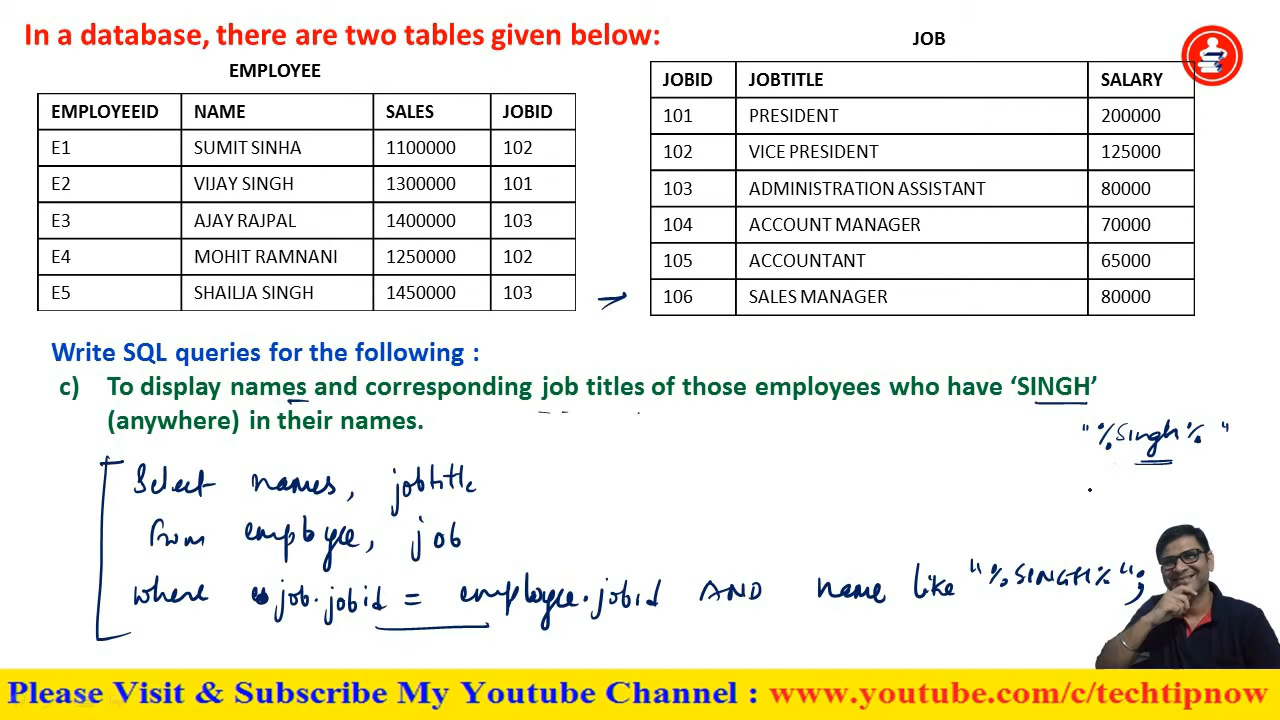 In a database, there are two tables given below:
EMPLOYEE
EMPLOYEEID NAME SALES JOBID
E1 SUMIT SINHA 1100000 102
E2 VIJAY SINGH 1300000 101
E3 AJAY RAJPAL 1400000 103
E4 MOHIT RAMNANI 1250000 102
E5 SHAILJA SINGH 1450000 103
JOB
JOBID JOBTITLE SALARY
101 PRESIDENT 200000
102 VICE PRESIDENT 125000
103 ADMINISTRATION ASSISTANT 80000
104 ACCOUNT MANAGER 70000
105 ACCOUNTANT 65000
106 SALES MANAGER 80000
Write SQL queries for the following :
c) To display names and corresponding job titles of those employees who have ‘SINGH’
(anywhere) in their names.
"%Singh%"
Select names, jobtitle
from employee, job
where job.jobid = employee.jobid AND name like "%SINGH%";
Please Visit & Subscribe My Youtube Channel : www.youtube.com/c/techtipnow